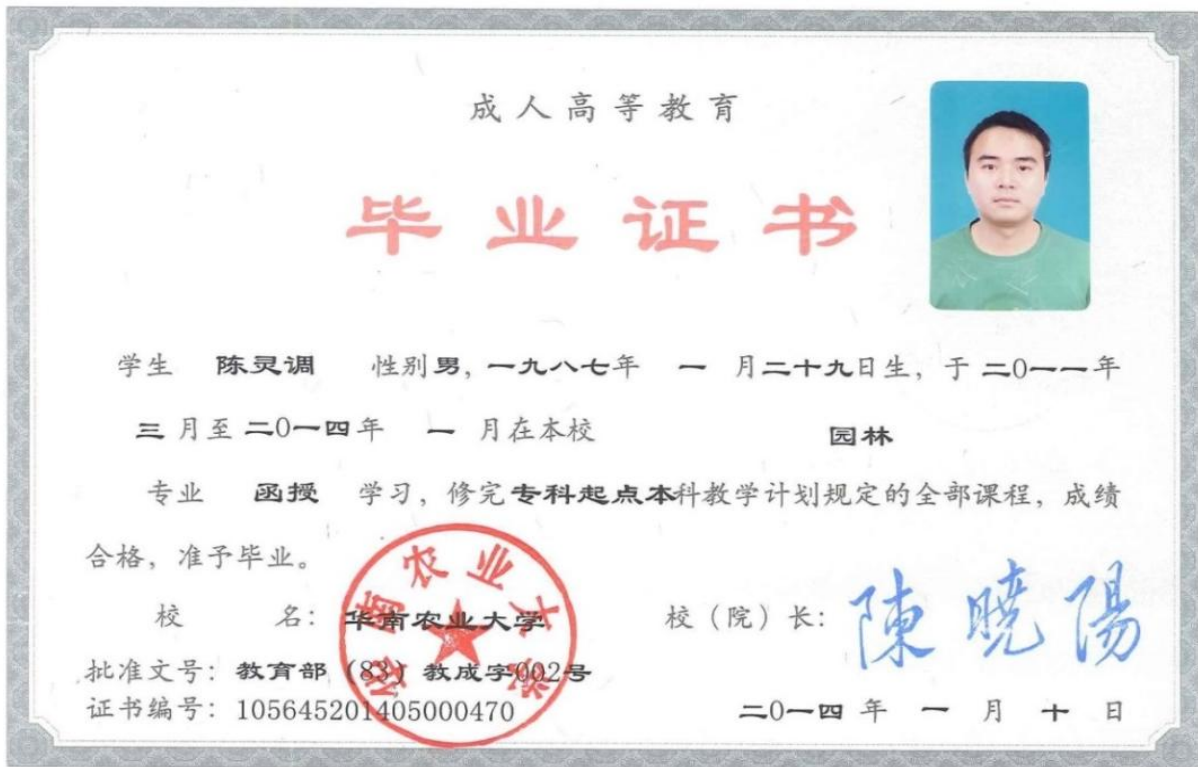 成人高等教育
毕业证书
学生 陈灵调 性别男，一九八七年 一 月二十九日生，于 二0一一年
三 月至 二0一四年 一 月在本校 园林
专业 函授 学习，修完专科起点本科教学计划规定的全部课程，成绩
合格，准予毕业。
华南农业大学
校 名：华南农业大学 校（院）长：陳曉陽
批准文号：教育部（83）教成字002号
证书编号：105645201405000470 二0一四 年 一 月 十 日